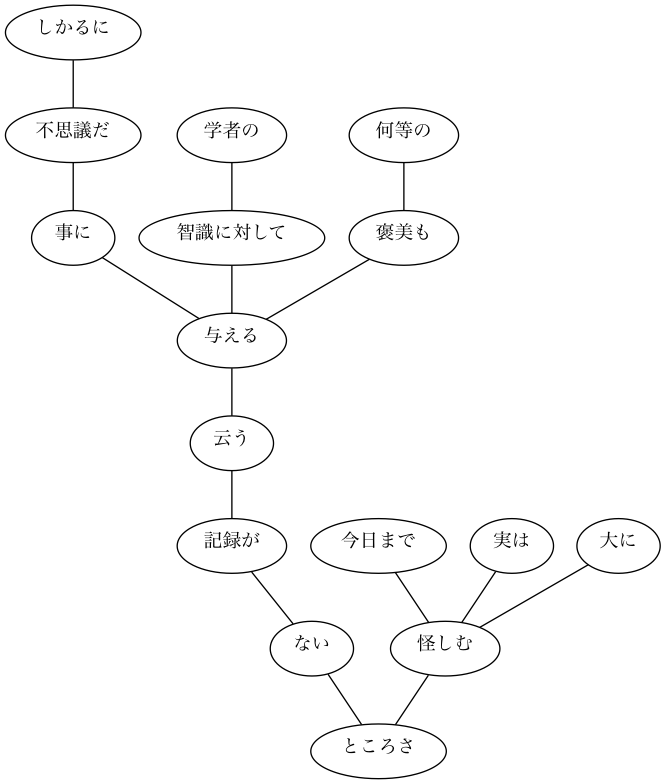 しかるに
不思議だ
学者の
何等の
事に
智識に対して
褒美も
与える
云う
記録が
今日まで
実は
大に
ない
怪しむ
ところさ